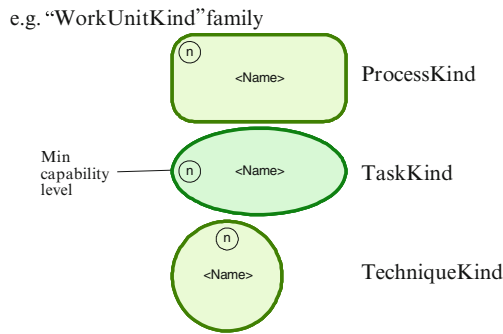 e.g. “WorkUnitKind”family
n
<Name>
ProcessKind
Min
capability
level
n
<Name>
TaskKind
n
<Name>
TechniqueKind